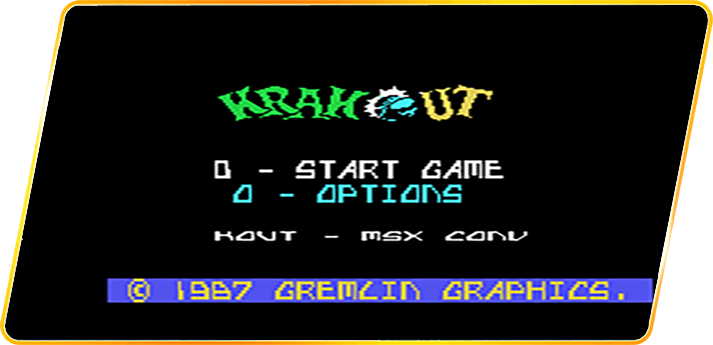 KRAKOUT
0 - START GAME
O - OPTIONS
KOUT - MSX CONV
© 1987 GREMLIN GRAPHICS.